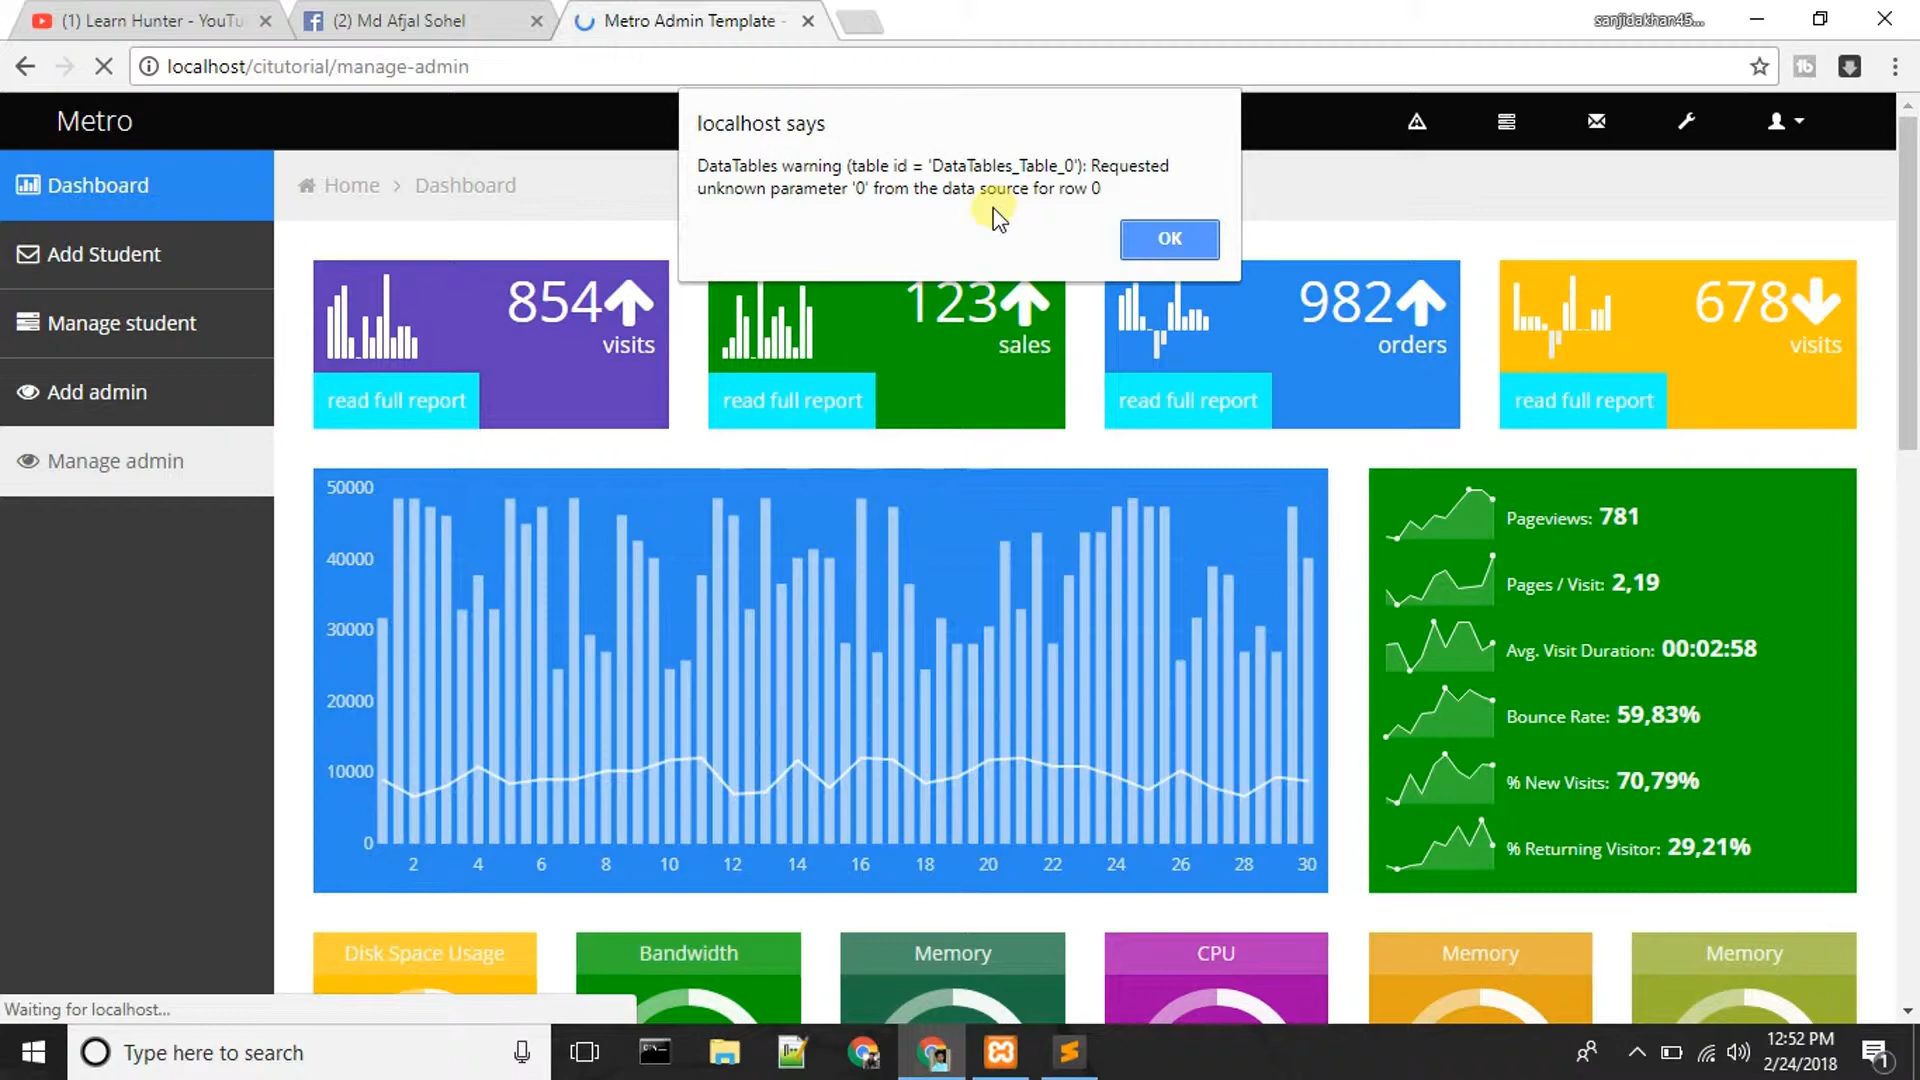 (1) Learn Hunter - YouTu
(2) Md Afjal Sohel
Metro Admin Template -
sanjidakhan45...
localhost/citutorial/manage-admin
Metro
localhost says
DataTables warning (table id = 'DataTables_Table_0'): Requested
unknown parameter '0' from the data source for row 0
OK
Dashboard
Add Student
Manage student
Add admin
Manage admin
Home > Dashboard
854
visits
read full report
123
sales
read full report
982
orders
read full report
678
visits
read full report
50000
40000
30000
20000
10000
0
2 4 6 8 10 12 14 16 18 20 22 24 26 28 30
Pageviews: 781
Pages / Visit: 2,19
Avg. Visit Duration: 00:02:58
Bounce Rate: 59,83%
% New Visits: 70,79%
% Returning Visitor: 29,21%
Disk Space Usage
Bandwidth
Memory
CPU
Memory
Memory
Waiting for localhost...
Type here to search
12:52 PM
2/24/2018
1